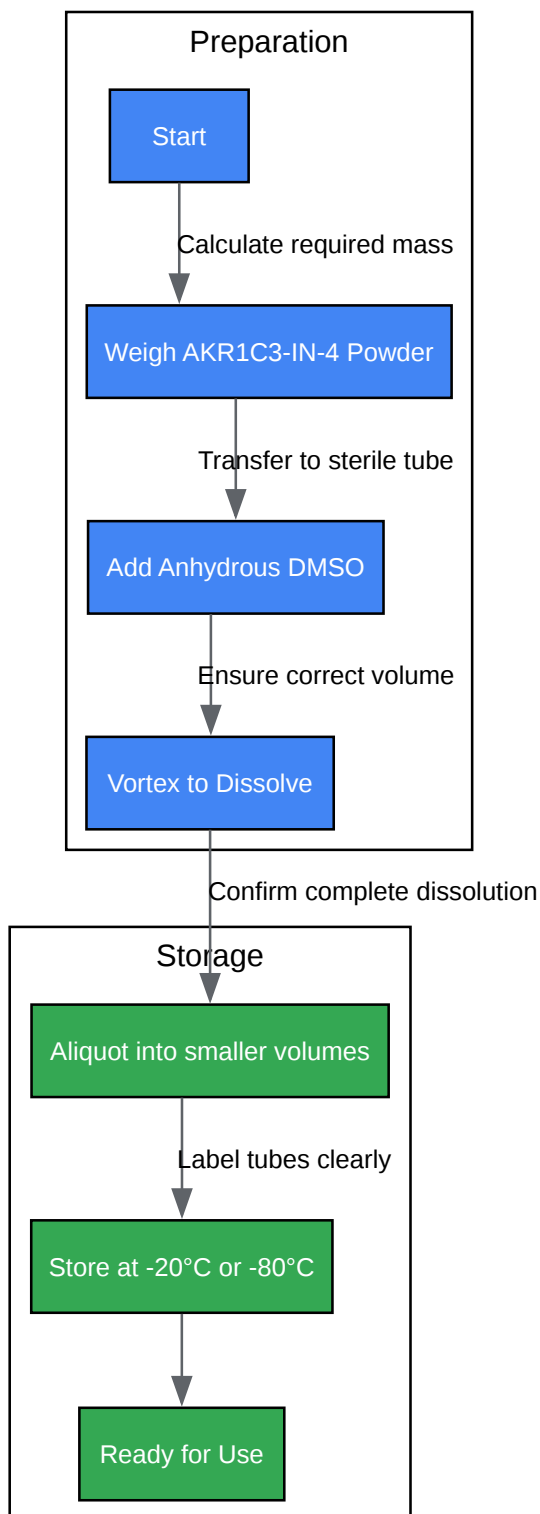 Preparation
Start
Calculate required mass
Weigh AKR1C3-IN-4 Powder
Transfer to sterile tube
Add Anhydrous DMSO
Ensure correct volume
Vortex to Dissolve
Confirm complete dissolution
Storage
Aliquot into smaller volumes
Label tubes clearly
Store at -20°C or -80°C
Ready for Use